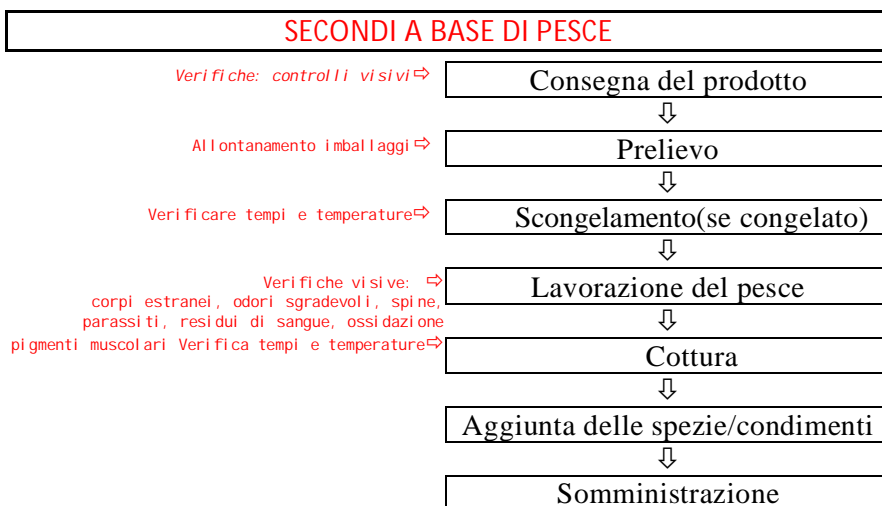 SECONDI A BASE DI PESCE
Verifiche: controlli visivi⇨
Consegna del prodotto
⇩
Allontanamento imballaggi⇨
Prelievo
⇩
Verificare tempi e temperature⇨
Scongelamento(se congelato)
⇩
Verifiche visive: ⇨
corpi estranei, odori sgradevoli, spine,
parassiti, residui di sangue, ossidazione
pigmenti muscolari Verifica tempi e temperature⇨
Lavorazione del pesce
⇩
Cottura
⇩
Aggiunta delle spezie/condimenti
⇩
Somministrazione